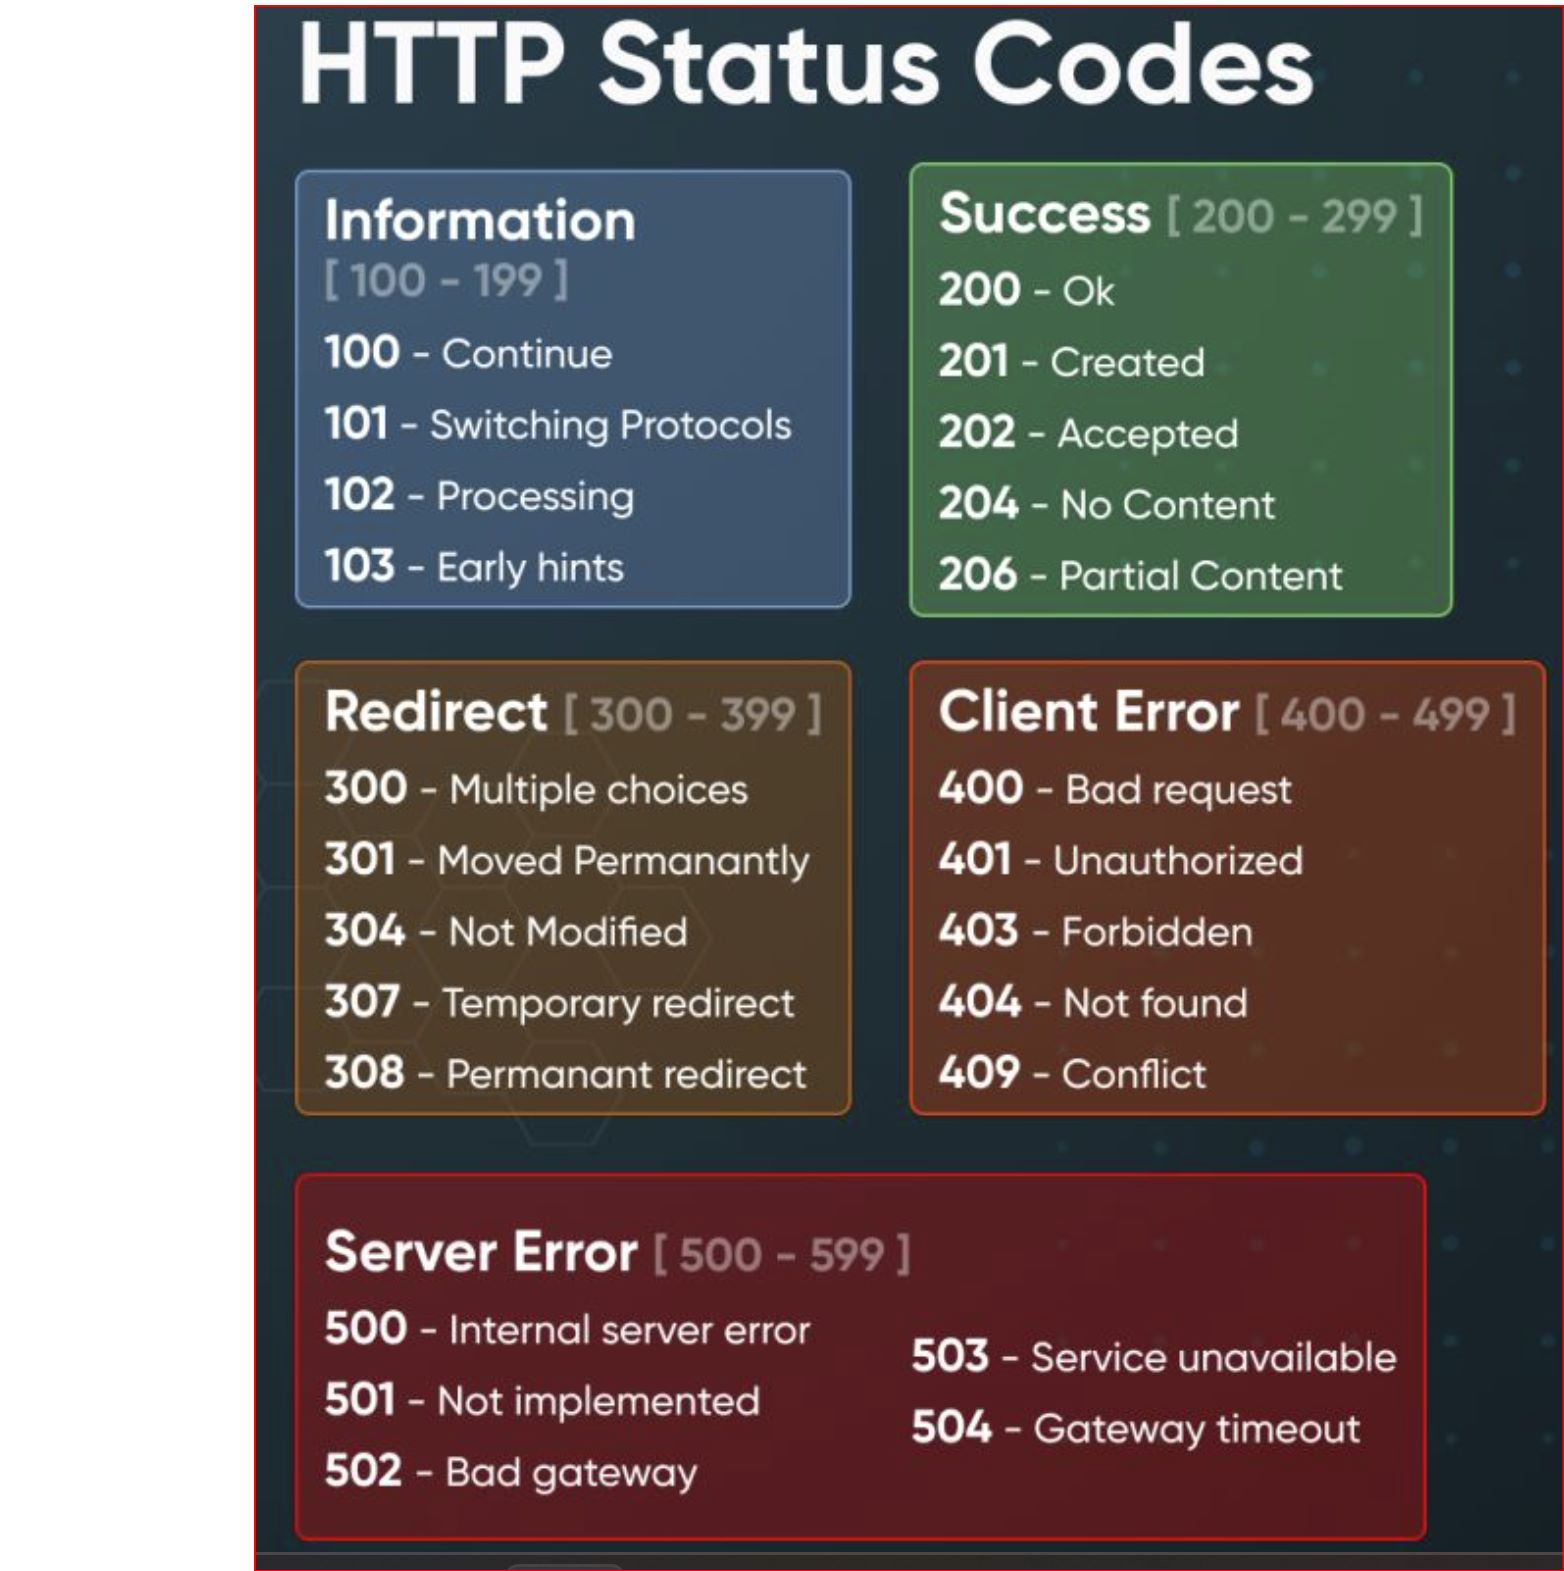 HTTP Status Codes
Information
[ 100 - 199 ]
100 - Continue
101 - Switching Protocols
102 - Processing
103 - Early hints
Success [ 200 - 299 ]
200 - Ok
201 - Created
202 - Accepted
204 - No Content
206 - Partial Content
Redirect [ 300 - 399 ]
300 - Multiple choices
301 - Moved Permanantly
304 - Not Modified
307 - Temporary redirect
308 - Permanant redirect
Client Error [ 400 - 499 ]
400 - Bad request
401 - Unauthorized
403 - Forbidden
404 - Not found
409 - Conflict
Server Error [ 500 - 599 ]
500 - Internal server error
501 - Not implemented
502 - Bad gateway
503 - Service unavailable
504 - Gateway timeout